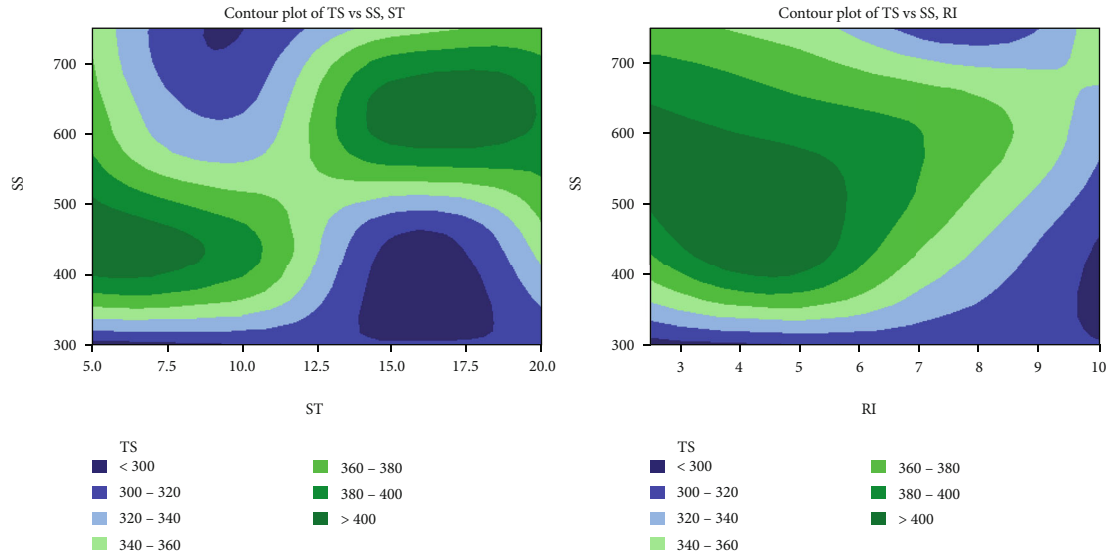 Contour plot of TS vs SS, ST
700
600
500
400
300
SS
5.0 7.5 10.0 12.5 15.0 17.5 20.0
ST
TS
< 300
300 – 320
320 – 340
340 – 360
360 – 380
380 – 400
> 400
Contour plot of TS vs SS, RI
700
600
500
400
300
SS
3 4 5 6 7 8 9 10
RI
TS
< 300
300 – 320
320 – 340
340 – 360
360 – 380
380 – 400
> 400